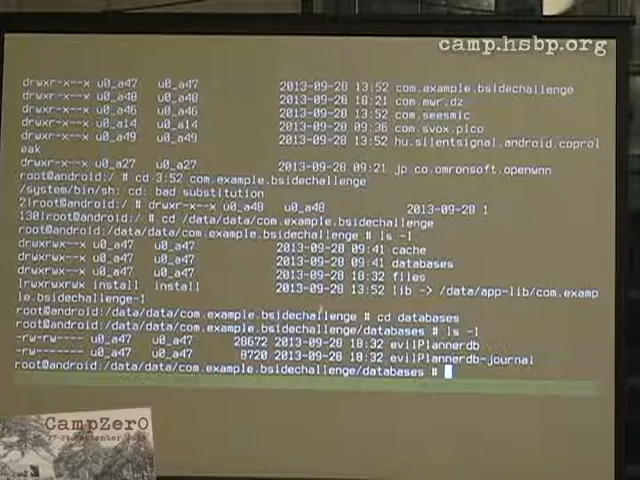 camp.hsbp.org
drwxr-x--x u0_a47 u0_a47 2013-09-28 13:52 com.example.bsidechallenge
drwxr-x--x u0_a48 u0_a48 2013-09-28 18:21 com.mwr.dz
drwxr-x--x u0_a46 u0_a46 2013-09-28 13:52 com.seesmic
drwxr-x--x u0_a14 u0_a14 2013-09-28 09:36 com.svox.pico
drwxr-x--x u0_a49 u0_a49 2013-09-28 13:52 hu.silentsignal.android.coprol
eak
drwxr-x--x u0_a27 u0_a27 2013-09-28 09:21 jp.co.omronsoft.openwnn
root@android:/ # cd 3:52 com.example.bsidechallenge
/system/bin/sh: cd: bad substitution
2|root@android:/ # drwxr-x--x u0_a48 u0_a48 2013-09-28 1
130|root@android:/ # cd /data/data/com.example.bsidechallenge
root@android:/data/data/com.example.bsidechallenge # ls -l
drwxrwx--x u0_a47 u0_a47 2013-09-28 09:41 cache
drwxrwx--x u0_a47 u0_a47 2013-09-28 09:41 databases
drwxrwx--x u0_a47 u0_a47 2013-09-28 18:32 files
lrwxrwxrwx install install 2013-09-28 13:52 lib -> /data/app-lib/com.examp
le.bsidechallenge-1
root@android:/data/data/com.example.bsidechallenge # cd databases
root@android:/data/data/com.example.bsidechallenge/databases # ls -l
-rw-rw---- u0_a47 u0_a47 28672 2013-09-28 18:32 evilPlannerdb
-rw------- u0_a47 u0_a47 8720 2013-09-28 18:32 evilPlannerdb-journal
root@android:/data/data/com.example.bsidechallenge/databases #
CampZer0